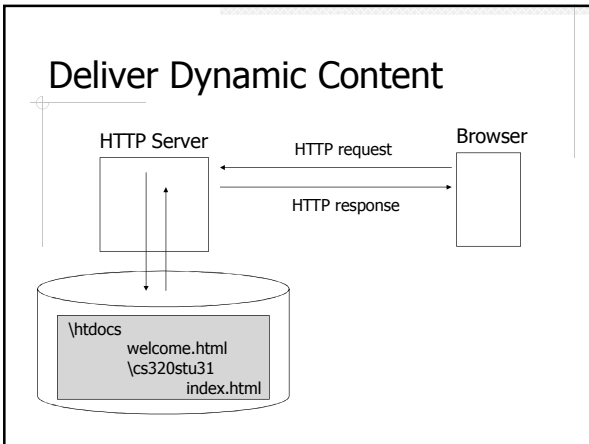 Deliver Dynamic Content
HTTP Server
HTTP request
Browser
HTTP response
\htdocs
welcome.html
\cs320stu31
index.html